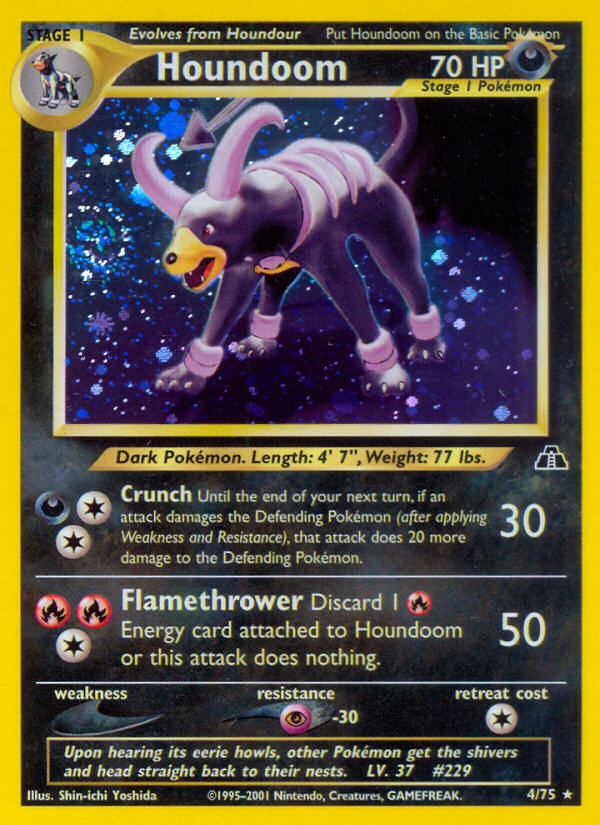 STAGE 1
Evolves from Houndour
Put Houndoom on the Basic Pokémon
Houndoom
70 HP
Stage 1 Pokémon
Dark Pokémon. Length: 4' 7", Weight: 77 lbs.
Crunch Until the end of your next turn, if an
attack damages the Defending Pokémon (after applying
Weakness and Resistance), that attack does 20 more
damage to the Defending Pokémon.
30
Flamethrower Discard 1
Energy card attached to Houndoom
or this attack does nothing.
50
weakness
resistance
-30
retreat cost
Upon hearing its eerie howls, other Pokémon get the shivers
and head straight back to their nests. LV. 37 #229
Illus. Shin-ichi Yoshida
©1995–2001 Nintendo, Creatures, GAMEFREAK.
4/75 ★